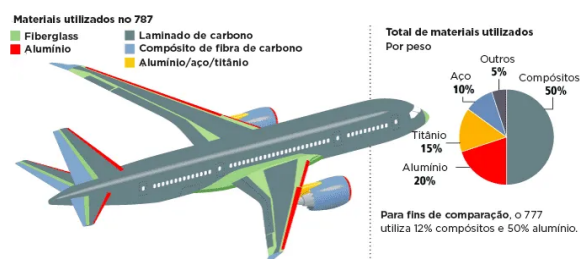 Materiais utilizados no 787
Fiberglass
Alumínio
Laminado de carbono
Compósito de fibra de carbono
Alumínio/aço/titânio
Total de materiais utilizados
Por peso
Outros
5%
Aço
10%
Compósitos
50%
Titânio
15%
Alumínio
20%
Para fins de comparação, o 777
utiliza 12% compósitos e 50% alumínio.